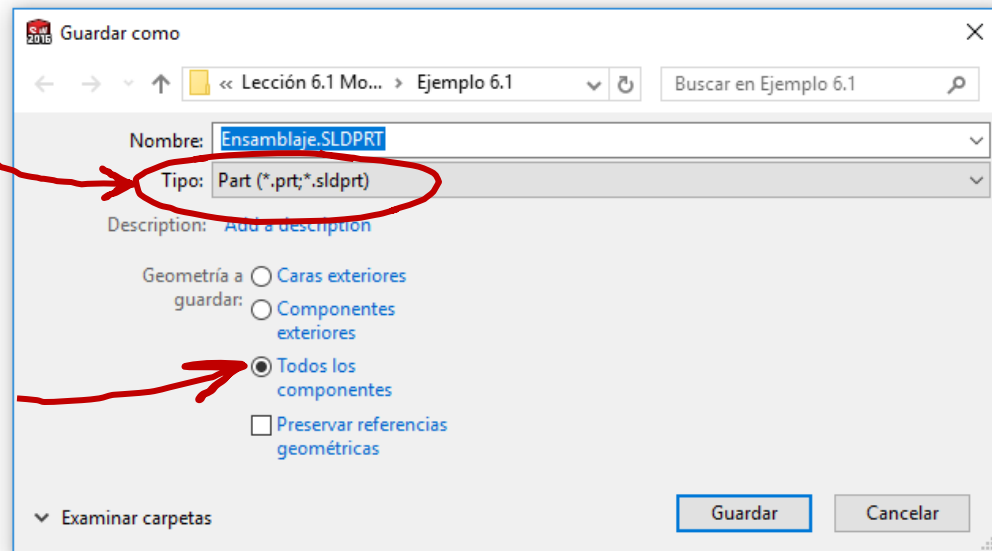 SW
2016
Guardar como
« Lección 6.1 Mo... > Ejemplo 6.1
Buscar en Ejemplo 6.1
Nombre: Ensamblaje.SLDPRT
Tipo: Part (*.prt;*.sldprt)
Description: Add a description
Geometría a guardar:
Caras exteriores
Componentes
exteriores
Todos los
componentes
Preservar referencias
geométricas
Examinar carpetas
Guardar
Cancelar